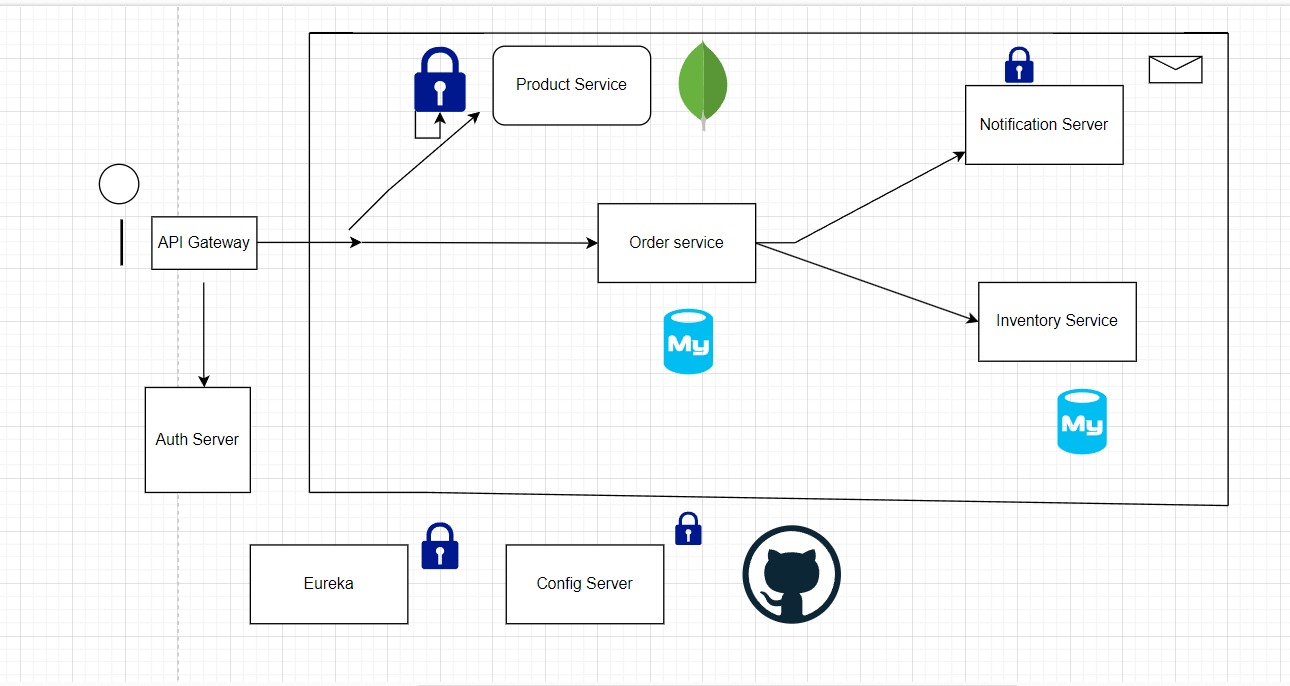 Product Service
Notification Server
API Gateway
Order service
Inventory Service
My
My
Auth Server
Eureka
Config Server